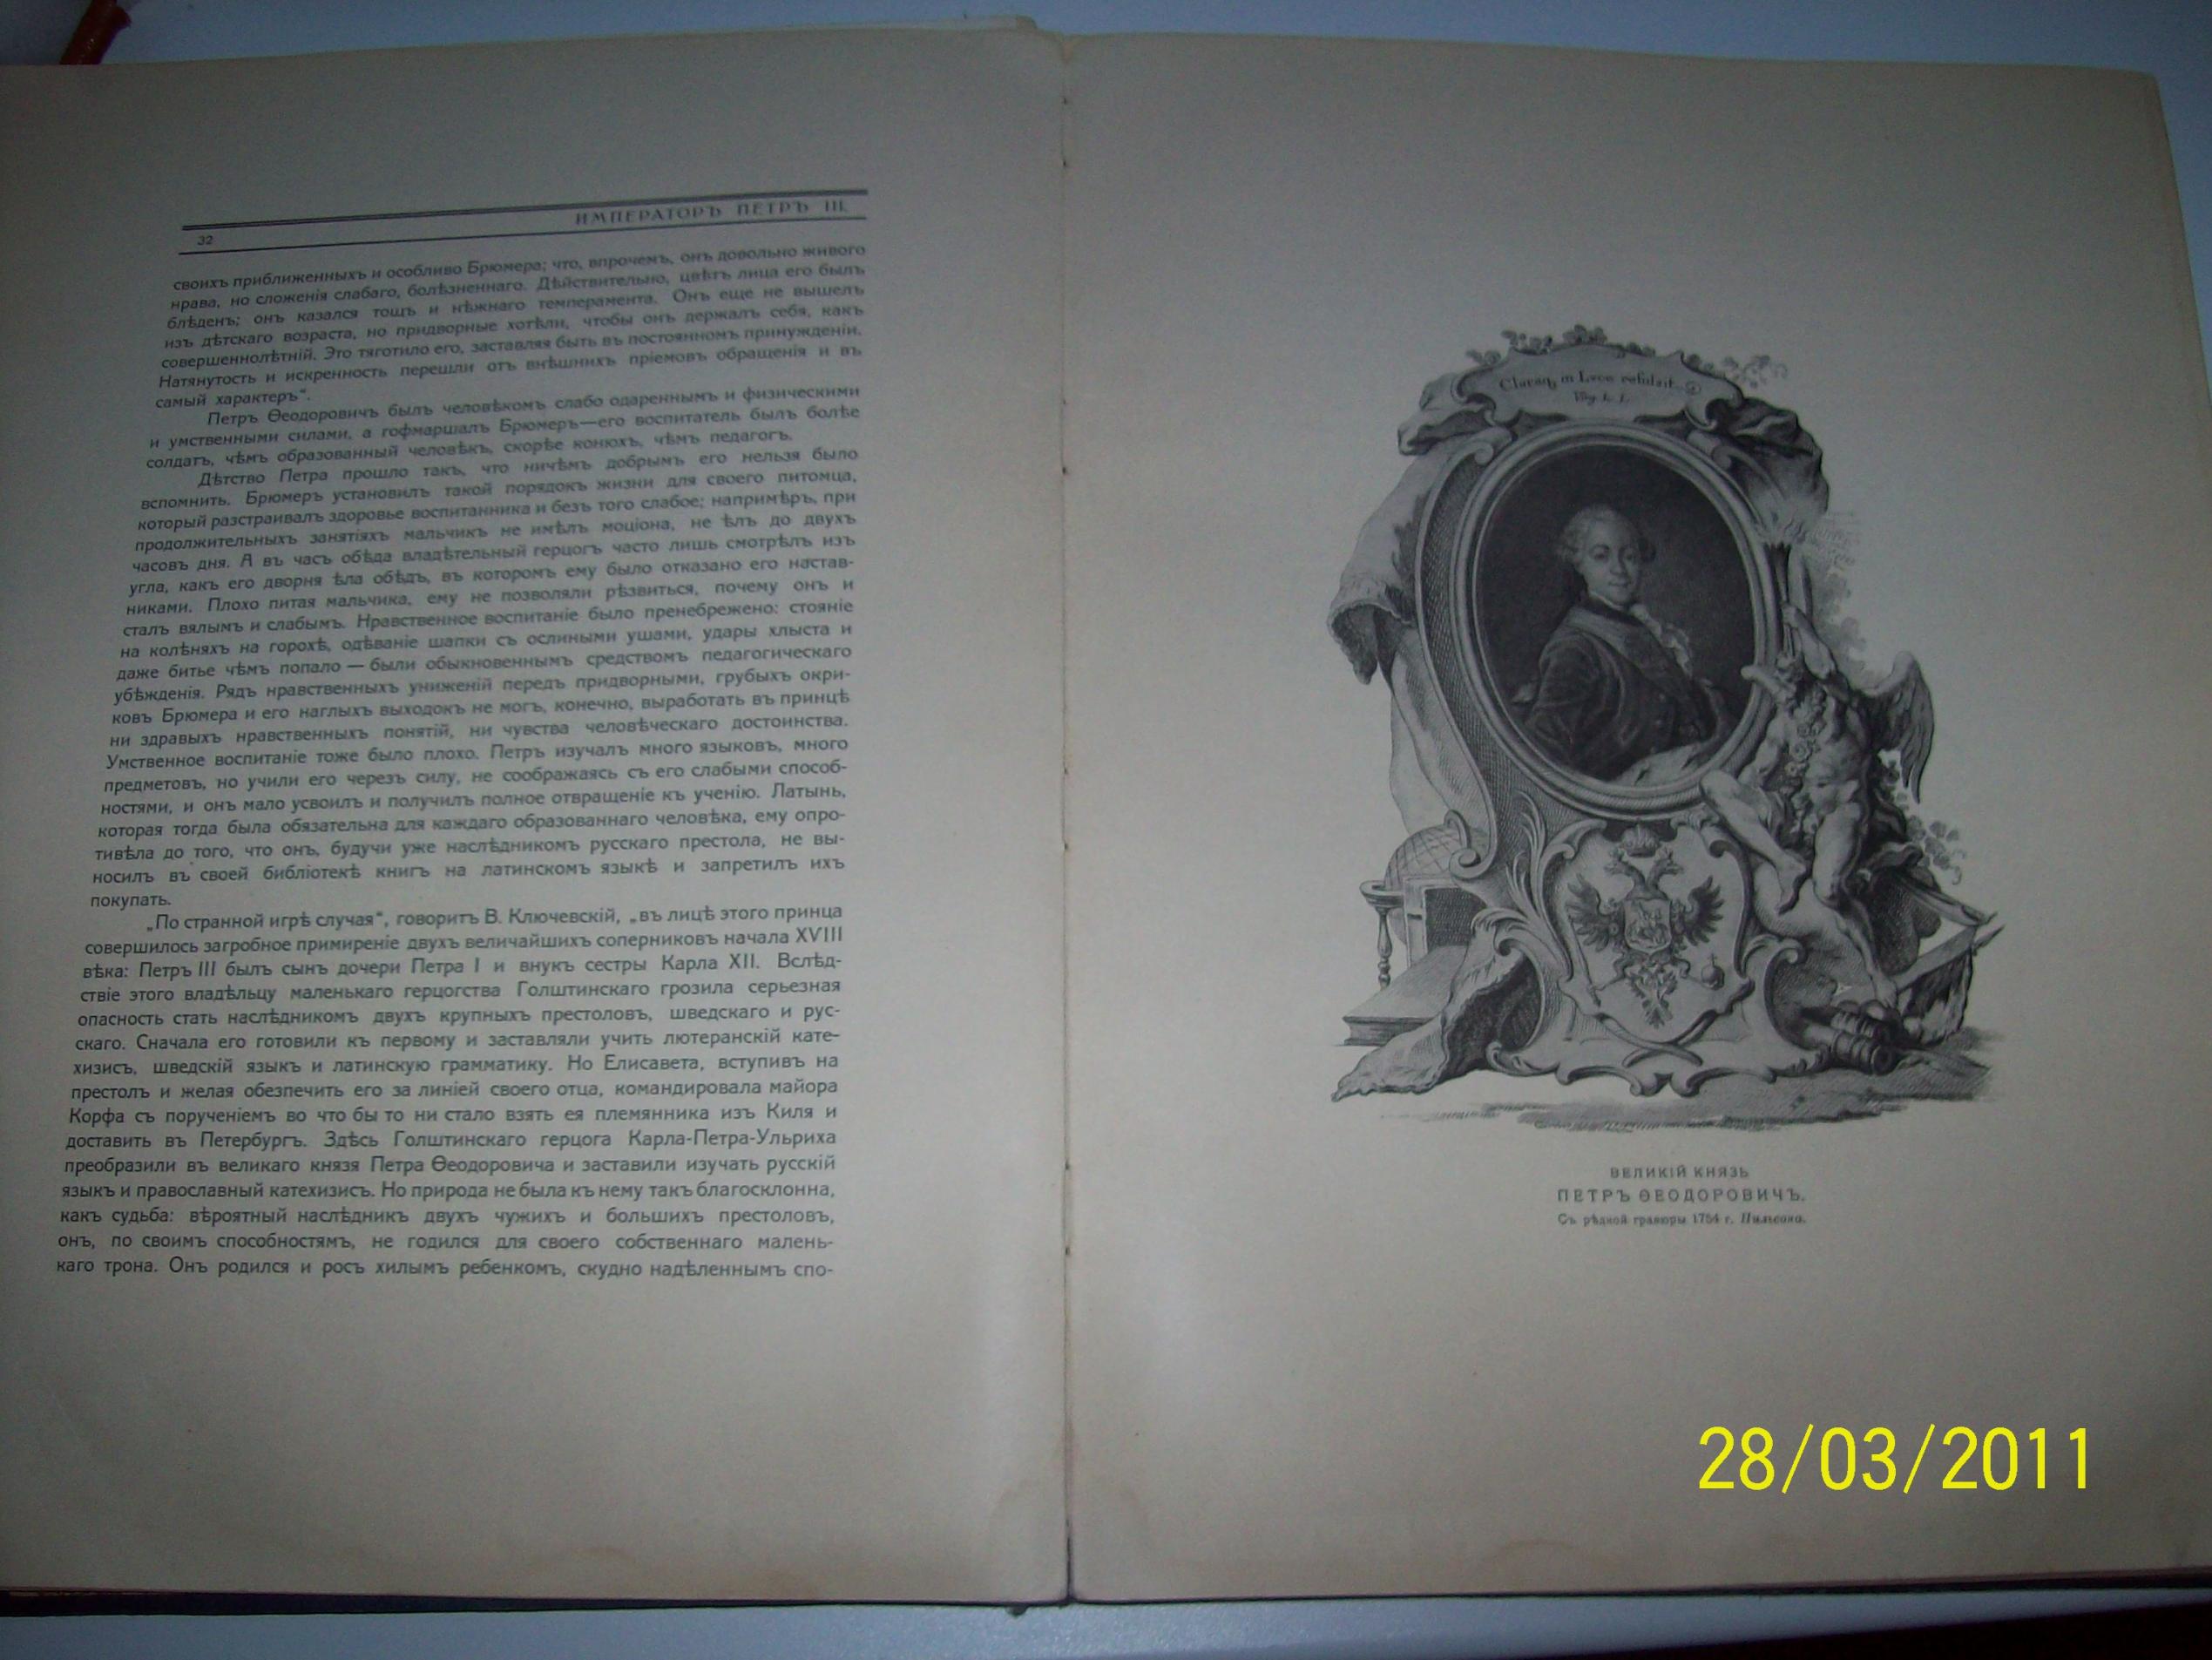 32
ИМПЕРАТОРЪ ПЕТРЪ III.
своихъ приближенныхъ и особливо Брюмера; что, впрочемъ, онъ довольно живого
нрава, но сложенія слабаго, болѣзненнаго. Дѣйствительно, цвѣтъ лица его былъ
блѣденъ; онъ казался тощъ и нѣжнаго темперамента. Онъ еще не вышелъ
изъ дѣтскаго возраста, но придворные хотѣли, чтобы онъ держалъ себя, какъ
совершеннолѣтній. Это тяготило его, заставляя быть въ постоянномъ принужденіи.
Натянутость и искренность перешли отъ внѣшнихъ пріемовъ обращенія и въ
самый характеръ“.
Петръ Ѳеодоровичъ былъ человѣкомъ слабо одареннымъ и физическими
и умственными силами, а гофмаршалъ Брюмеръ—его воспитатель былъ болѣе
солдатъ, чѣмъ образованный человѣкъ, скорѣе конюхъ, чѣмъ педагогъ.
Дѣтство Петра прошло такъ, что ничѣмъ добрымъ его нельзя было
вспомнить. Брюмеръ установилъ такой порядокъ жизни для своего питомца,
который разстраивалъ здоровье воспитанника и безъ того слабое; напримѣръ, при
продолжительныхъ занятіяхъ мальчикъ не имѣлъ моціона, не ѣлъ до двухъ
часовъ дня. А въ часъ обѣда владѣтельный герцогъ часто лишь смотрѣлъ изъ
угла, какъ его дворня ѣла обѣдъ, въ которомъ ему было отказано его настав-
никами. Плохо питая мальчика, ему не позволяли рѣзвиться, почему онъ и
сталъ вялымъ и слабымъ. Нравственное воспитаніе было пренебрежено: стояніе
на колѣняхъ на горохѣ, одѣваніе шапки съ ослиными ушами, удары хлыста и
даже битье чѣмъ попало — были обыкновеннымъ средствомъ педагогическаго
убѣжденія. Рядъ нравственныхъ униженій передъ придворными, грубыхъ окри-
ковъ Брюмера и его наглыхъ выходокъ не могъ, конечно, выработать въ принцѣ
ни здравыхъ нравственныхъ понятій, ни чувства человѣческаго достоинства.
Умственное воспитаніе тоже было плохо. Петръ изучалъ много языковъ, много
предметовъ, но учили его черезъ силу, не соображаясь съ его слабыми способ-
ностями, и онъ мало усвоилъ и получилъ полное отвращеніе къ ученію. Латынь,
которая тогда была обязательна для каждаго образованнаго человѣка, ему опро-
тивѣла до того, что онъ, будучи уже наслѣдникомъ русскаго престола, не вы-
носилъ въ своей библіотекѣ книгъ на латинскомъ языкѣ и запретилъ ихъ
покупать.
„По странной игрѣ случая“, говоритъ В. Ключевскій, „въ лицѣ этого принца
совершилось загробное примиреніе двухъ величайшихъ соперниковъ начала XVIII
вѣка: Петръ III былъ сынъ дочери Петра I и внукъ сестры Карла XII. Вслѣд-
ствіе этого владѣльцу маленькаго герцогства Голштинскаго грозила серьезная
опасность стать наслѣдникомъ двухъ крупныхъ престоловъ, шведскаго и рус-
скаго. Сначала его готовили къ первому и заставляли учить лютеранскій кате-
хизисъ, шведскій языкъ и латинскую грамматику. Но Елисавета, вступивъ на
престолъ и желая обезпечить его за линіей своего отца, командировала майора
Корфа съ порученіемъ во что бы то ни стало взять ея племянника изъ Киля и
доставить въ Петербургъ. Здѣсь Голштинскаго герцога Карла-Петра-Ульриха
преобразили въ великаго князя Петра Ѳеодоровича и заставили изучать русскій
языкъ и православный катехизисъ. Но природа не была къ нему такъ благосклонна,
какъ судьба: вѣроятный наслѣдникъ двухъ чужихъ и большихъ престоловъ,
онъ, по своимъ способностямъ, не годился для своего собственнаго малень-
каго трона. Онъ родился и росъ хилымъ ребенкомъ, скудно надѣленнымъ спо-
Claraq. in Luce refulsit.
ВЕЛИКІЙ КНЯЗЬ
ПЕТРЪ ѲЕОДОРОВИЧЪ.
Съ рѣдкой гравюры 1754 г. Нильсона.
28/03/2011